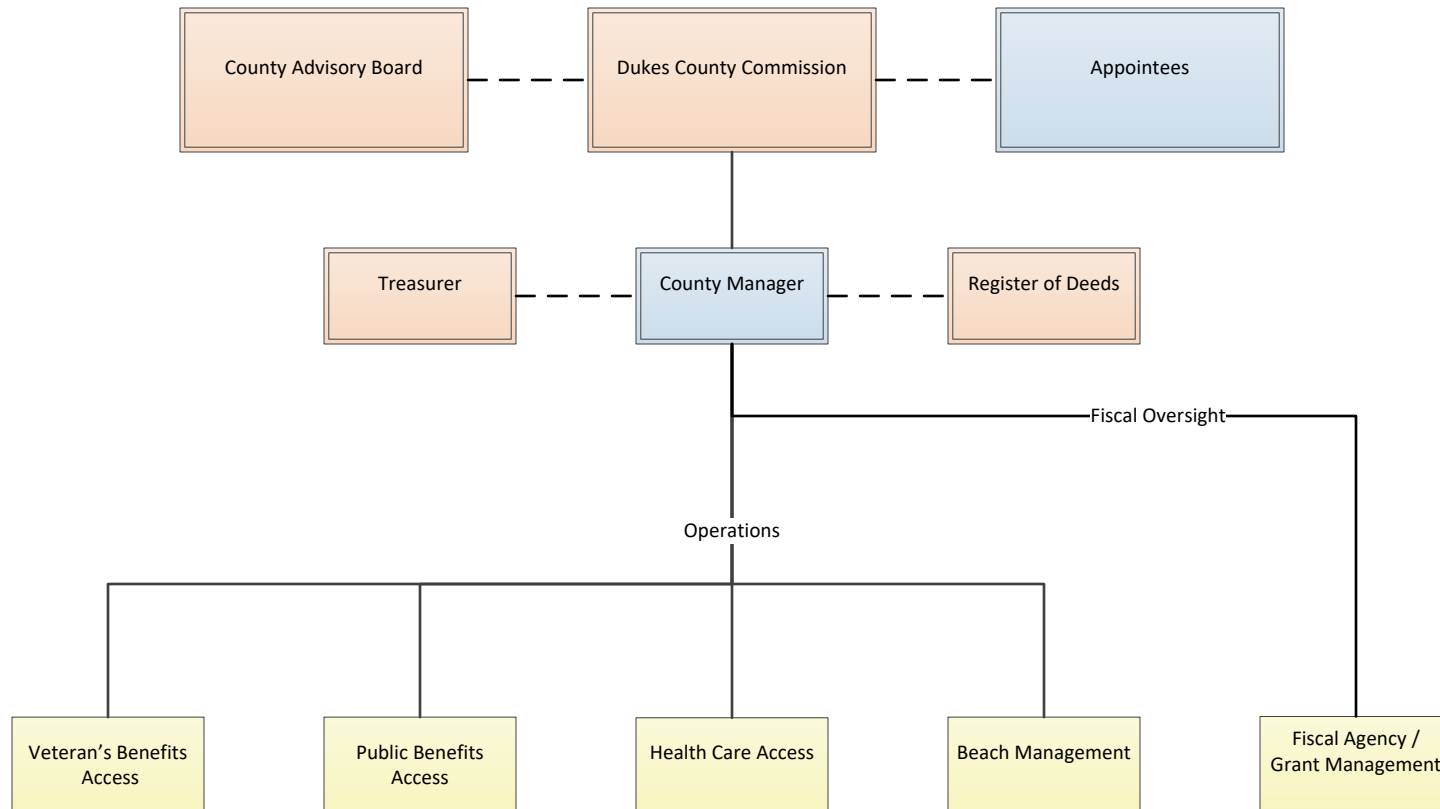 County Advisory Board
Dukes County Commission
Appointees
Treasurer
County Manager
Register of Deeds
Fiscal Oversight
Operations
Veteran’s Benefits
Access
Public Benefits
Access
Health Care Access
Beach Management
Fiscal Agency /
Grant Management